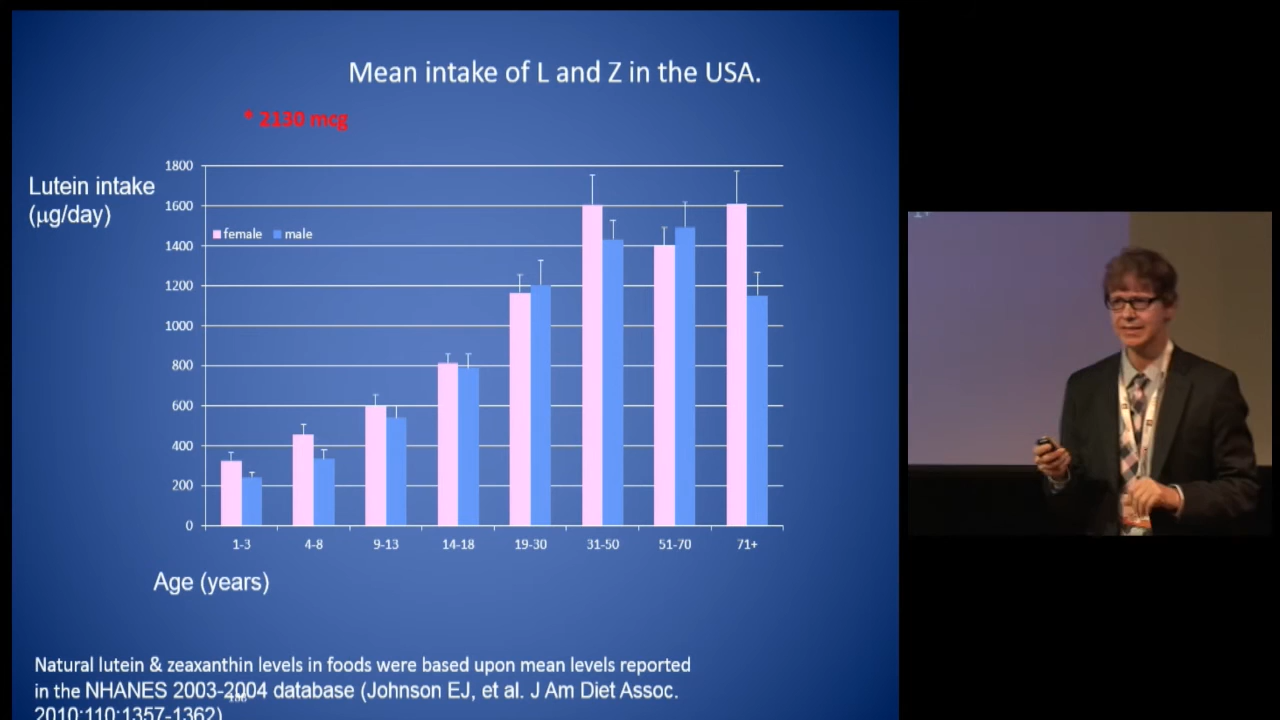 Mean intake of L and Z in the USA.
* 2130 mcg
Lutein intake
(µg/day)
1800
1600
1400
1200
1000
800
600
400
200
0
female male
1-3 4-8 9-13 14-18 19-30 31-50 51-70 71+
Age (years)
Natural lutein & zeaxanthin levels in foods were based upon mean levels reported
in the NHANES 2003-2004 database (Johnson EJ, et al. J Am Diet Assoc.
2010;110:1357-1362)
1+